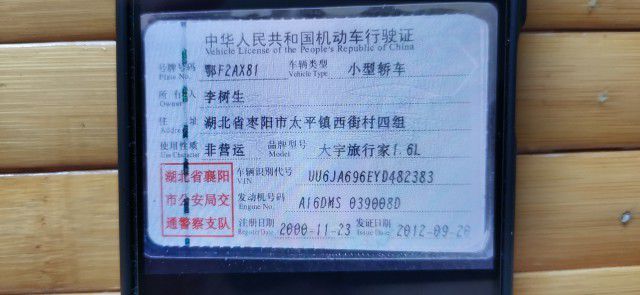 中华人民共和国机动车行驶证
Vehicle License of the People's Republic of China
号牌号码 鄂F2AX81 车辆类型 小型轿车
Plate No. Vehicle Type
所有人 李树生
Owner
住址 湖北省枣阳市太平镇西街村四组
Address
使用性质 非营运 品牌型号 大宇旅行家1.6L
Use Character Model
湖北省襄阳 车辆识别代号 UU6JA696EYD482383
VIN
市公安局交 发动机号码 A16DMS 039008D
Engine No.
通警察支队 注册日期 2000-11-23 发证日期 2012-09-20
Register Date Issue Date